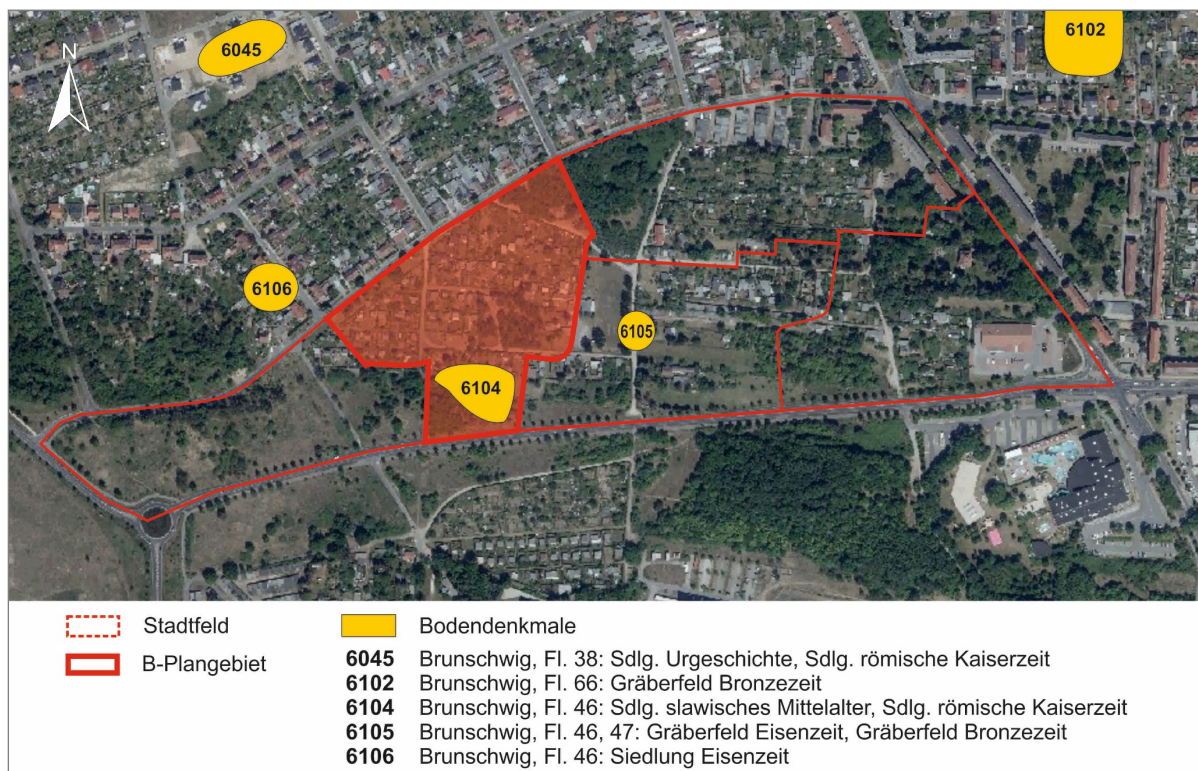 6045
6102
N
6106
6105
6104
Stadtfeld
B-Plangebiet
Bodendenkmale
6045 Brunschwig, Fl. 38: Sdlg. Urgeschichte, Sdlg. römische Kaiserzeit
6102 Brunschwig, Fl. 66: Gräberfeld Bronzezeit
6104 Brunschwig, Fl. 46: Sdlg. slawisches Mittelalter, Sdlg. römische Kaiserzeit
6105 Brunschwig, Fl. 46, 47: Gräberfeld Eisenzeit, Gräberfeld Bronzezeit
6106 Brunschwig, Fl. 46: Siedlung Eisenzeit